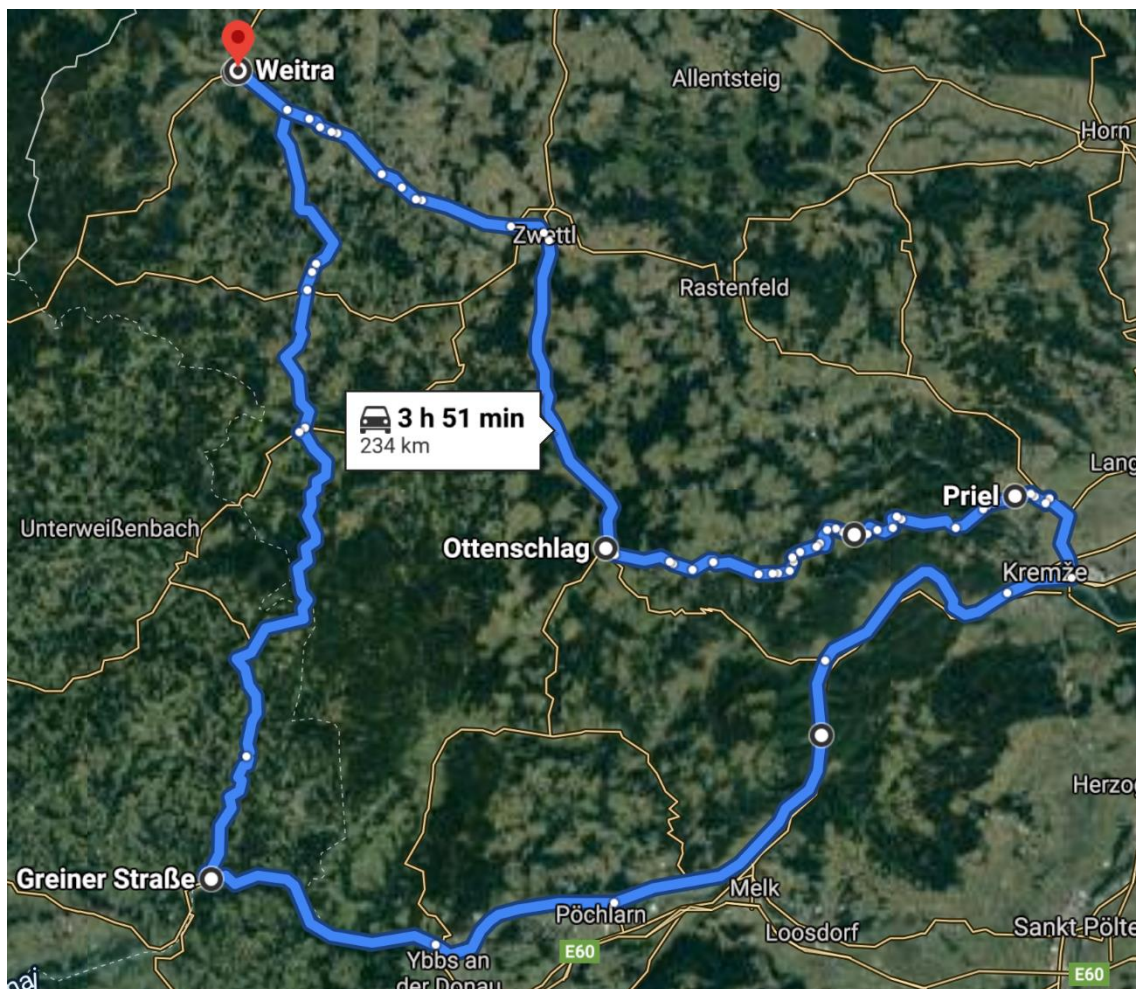 Weitra
Allentsteig
Horn
Zwettl
Rastenfeld
3 h 51 min
234 km
Lang
Priel
Unterweißenbach
Ottenschlag
Kremže
Herzog
Greiner Straße
Melk
Pöchlarn
Loosdorf
Sankt Pölte
E60
Ybbs an
der Donau
E60